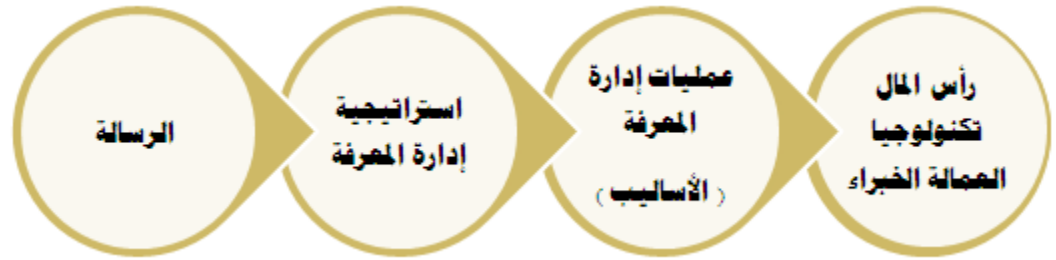 الرسالة
استراتيجية
إدارة المعرفة
عمليات إدارة
المعرفة
( الأساليب )
رأس المال
تكنولوجيا
العمالة الخبراء